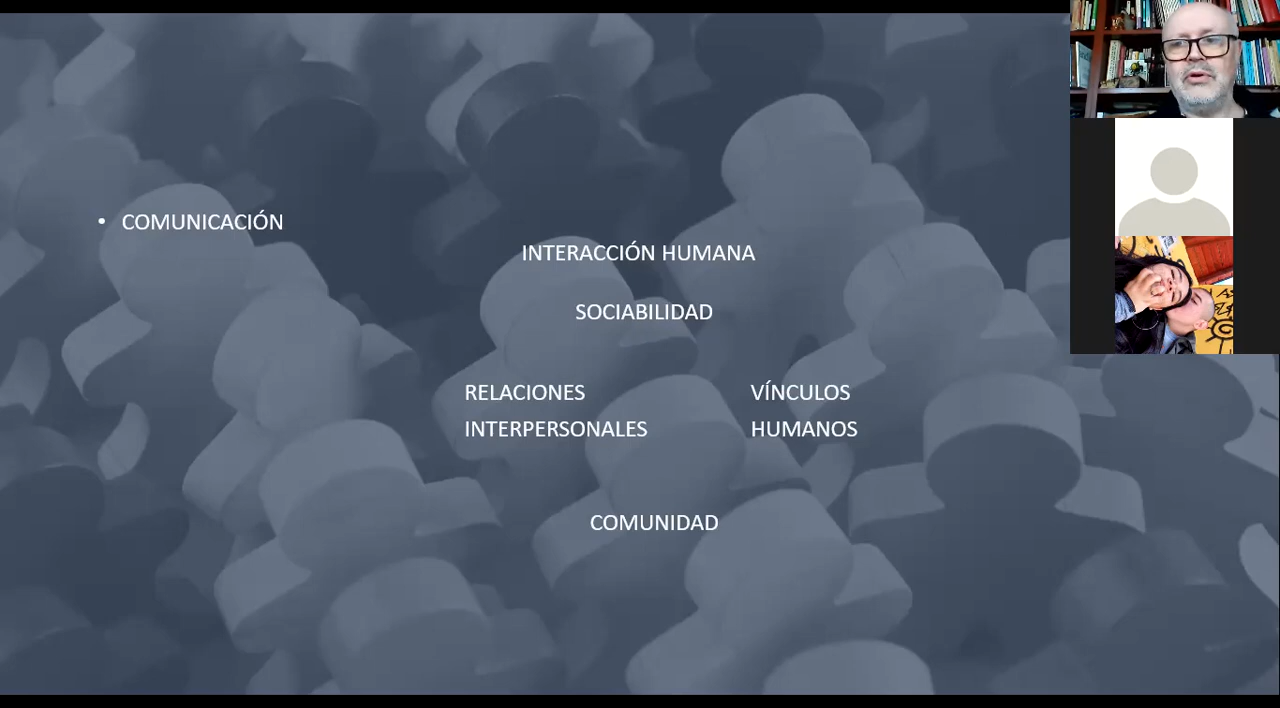 • COMUNICACIÓN
INTERACCIÓN HUMANA
SOCIABILIDAD
RELACIONES
INTERPERSONALES
VÍNCULOS
HUMANOS
COMUNIDAD